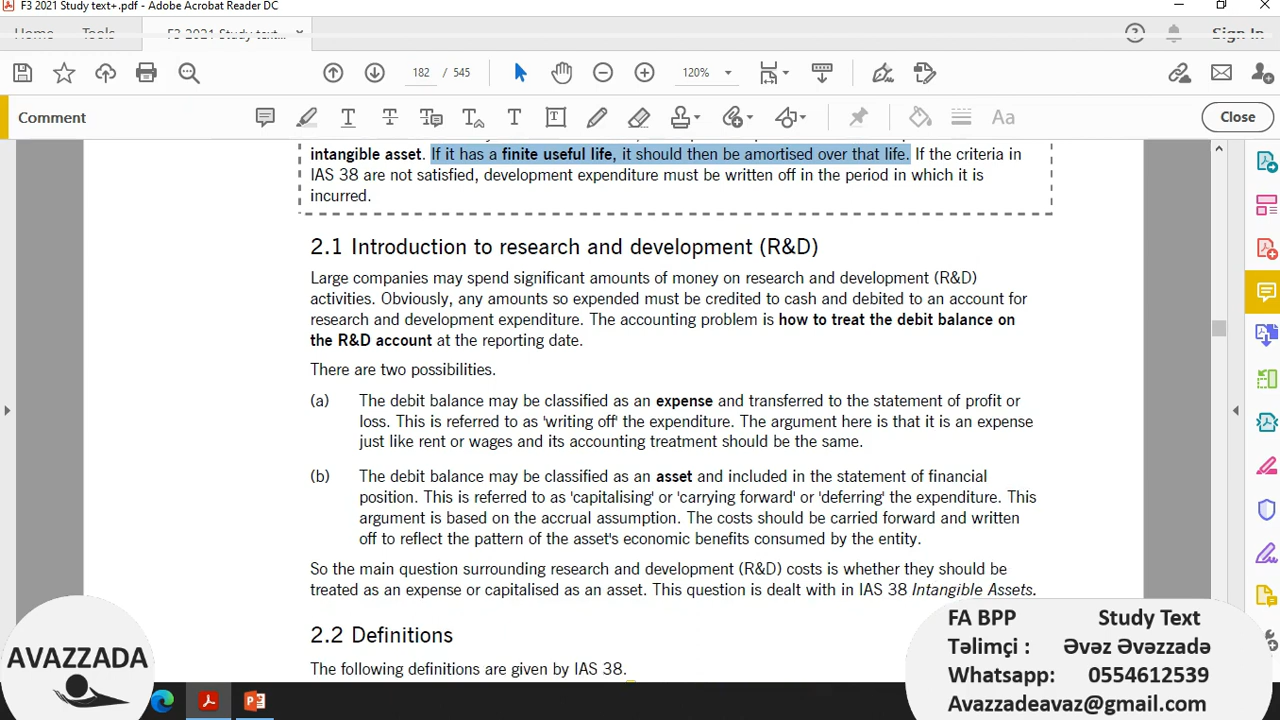 F3 2021 Study text+.pdf - Adobe Acrobat Reader DC
Home Tools F3 2021 Study text... × Sign In
182 / 545 120%
Comment Close
intangible asset. If it has a finite useful life, it should then be amortised over that life. If the criteria in
IAS 38 are not satisfied, development expenditure must be written off in the period in which it is
incurred.
2.1 Introduction to research and development (R&D)
Large companies may spend significant amounts of money on research and development (R&D)
activities. Obviously, any amounts so expended must be credited to cash and debited to an account for
research and development expenditure. The accounting problem is how to treat the debit balance on
the R&D account at the reporting date.
There are two possibilities.
(a) The debit balance may be classified as an expense and transferred to the statement of profit or
loss. This is referred to as 'writing off' the expenditure. The argument here is that it is an expense
just like rent or wages and its accounting treatment should be the same.
(b) The debit balance may be classified as an asset and included in the statement of financial
position. This is referred to as 'capitalising' or 'carrying forward' or 'deferring' the expenditure. This
argument is based on the accrual assumption. The costs should be carried forward and written
off to reflect the pattern of the asset's economic benefits consumed by the entity.
So the main question surrounding research and development (R&D) costs is whether they should be
treated as an expense or capitalised as an asset. This question is dealt with in IAS 38 Intangible Assets.
2.2 Definitions
The following definitions are given by IAS 38.
AVAZZADA
FA BPP Study Text
Təlimçi : Əvəz Əvəzzadə
Whatsapp: 0554612539
Avazzadeavaz@gmail.com